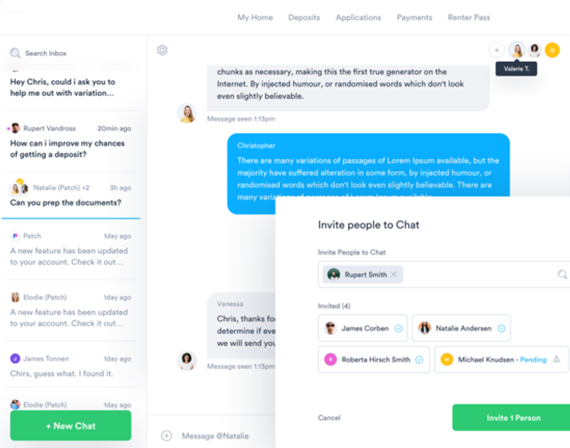 My Home Deposits Applications Payments Renter Pass
Search Inbox
Hey Chris, could i ask you to
help me out with variation...
Rupert Vandross 20min ago
How can i improve my chances
of getting a deposit?
Natalie (Patch) +2 3h ago
Can you prep the documents?
P Patch 1day ago
A new feature has been updated
to your account. Check it out...
Elodie (Patch) 1day ago
A new feature has been updated
to your account. Check it out...
J James Tonnen 1day ago
Chirs, guess what. I found it.
Elodie (Patch) 1day ago
+ New Chat
+
Valerie T.
chunks as necessary, making this the first true generator on the
Internet. By injected humour, or randomised words which don't look
even slightly believable.
Message seen 1:13pm
Christopher
There are many variations of passages of Lorem Ipsum available, but the
majority have suffered alteration in some form, by injected humour, or
randomised words which don't look even slightly believable. There are
many variations of passages of Lorem Ipsum available
Vanessa
Chris, thanks for
determine if eve
we will send you
Message seen 1:13pm
Message @Natalie
Invite people to Chat
Invite People to Chat
Rupert Smith
Invited (4)
James Corben
Natalie Andersen
Roberta Hirsch Smith
Michael Knudsen - Pending
Cancel
Invite 1 Person